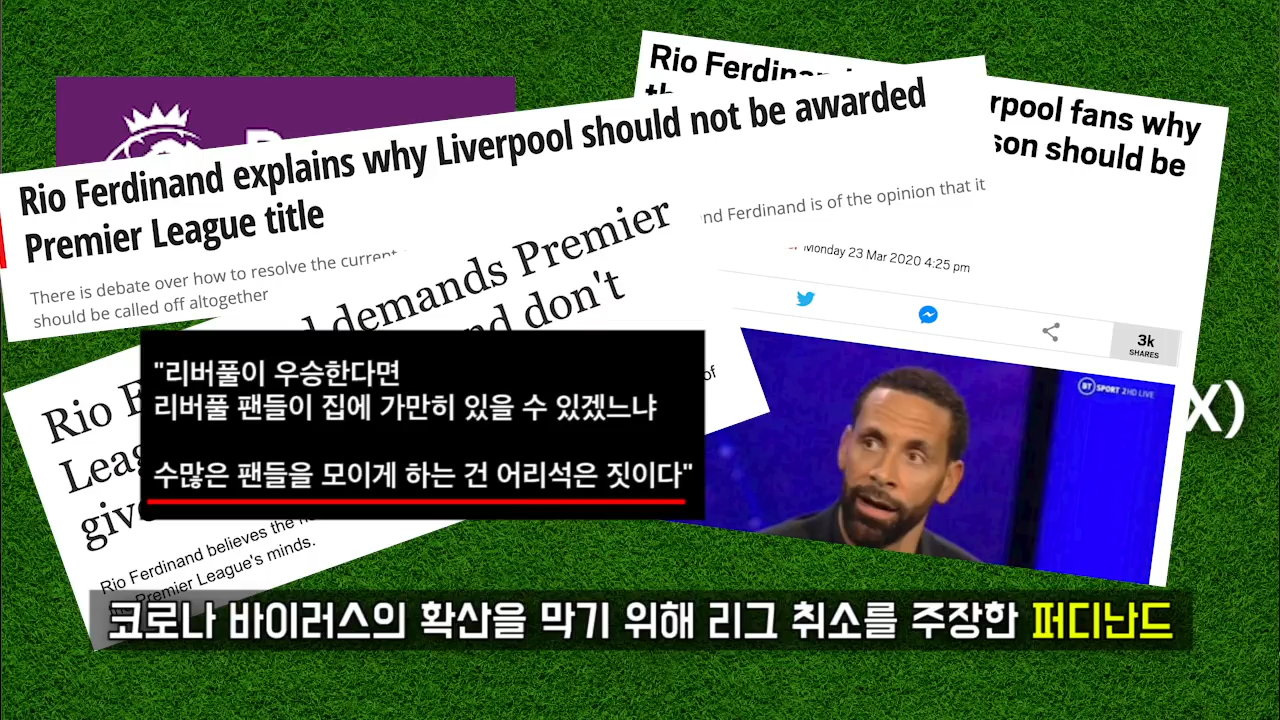 Rio Ferdinand explains why Liverpool should not be awarded
Premier League title
There is debate over how to resolve the current
should be called off altogether
nd Ferdinand is of the opinion that it
Rio
rpool fans why
son should be
Monday 23 Mar 2020 4:25 pm
3k
SHARES
BT SPORT 2HD LIVE
demands Premier
don't
of
Rio
Rio Ferdinand believes the
Premier League's minds.
"리버풀이 우승한다면
리버풀 팬들이 집에 가만히 있을 수 있겠느냐
수많은 팬들을 모이게 하는 건 어리석은 짓이다"
X)
코로나 바이러스의 확산을 막기 위해 리그 취소를 주장한 퍼디난드